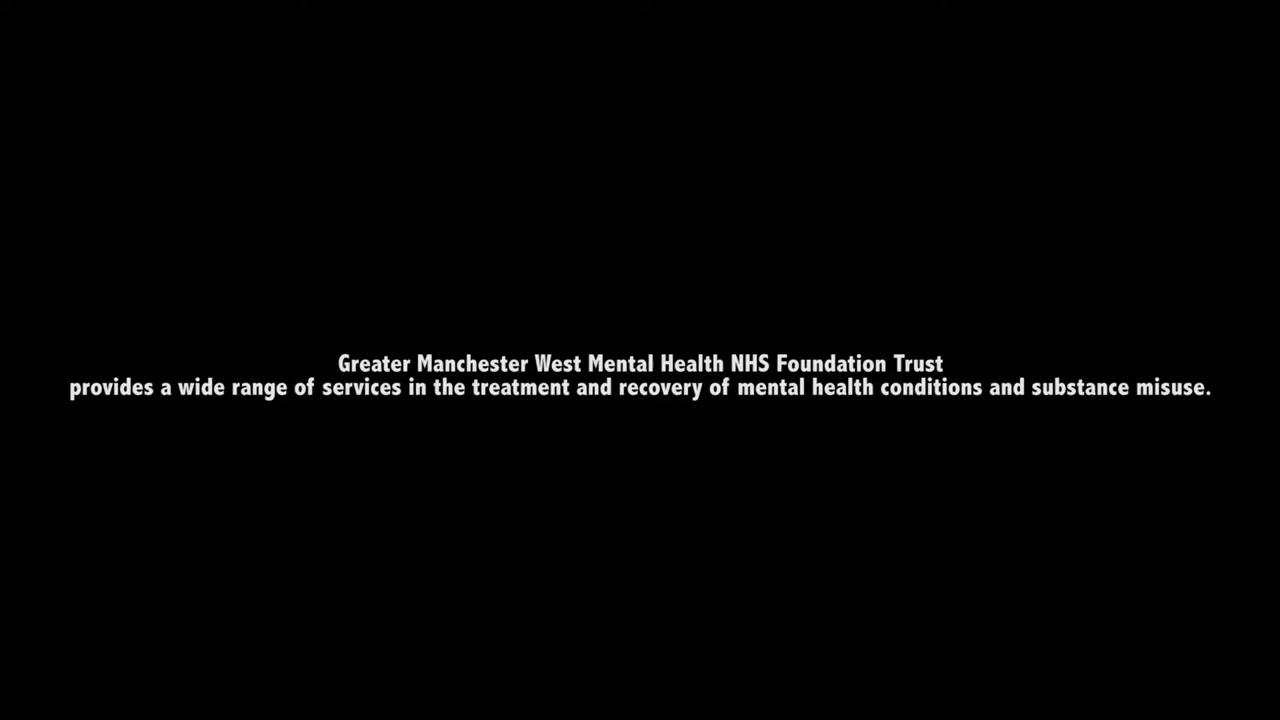 Greater Manchester West Mental Health NHS Foundation Trust
provides a wide range of services in the treatment and recovery of mental health conditions and substance misuse.